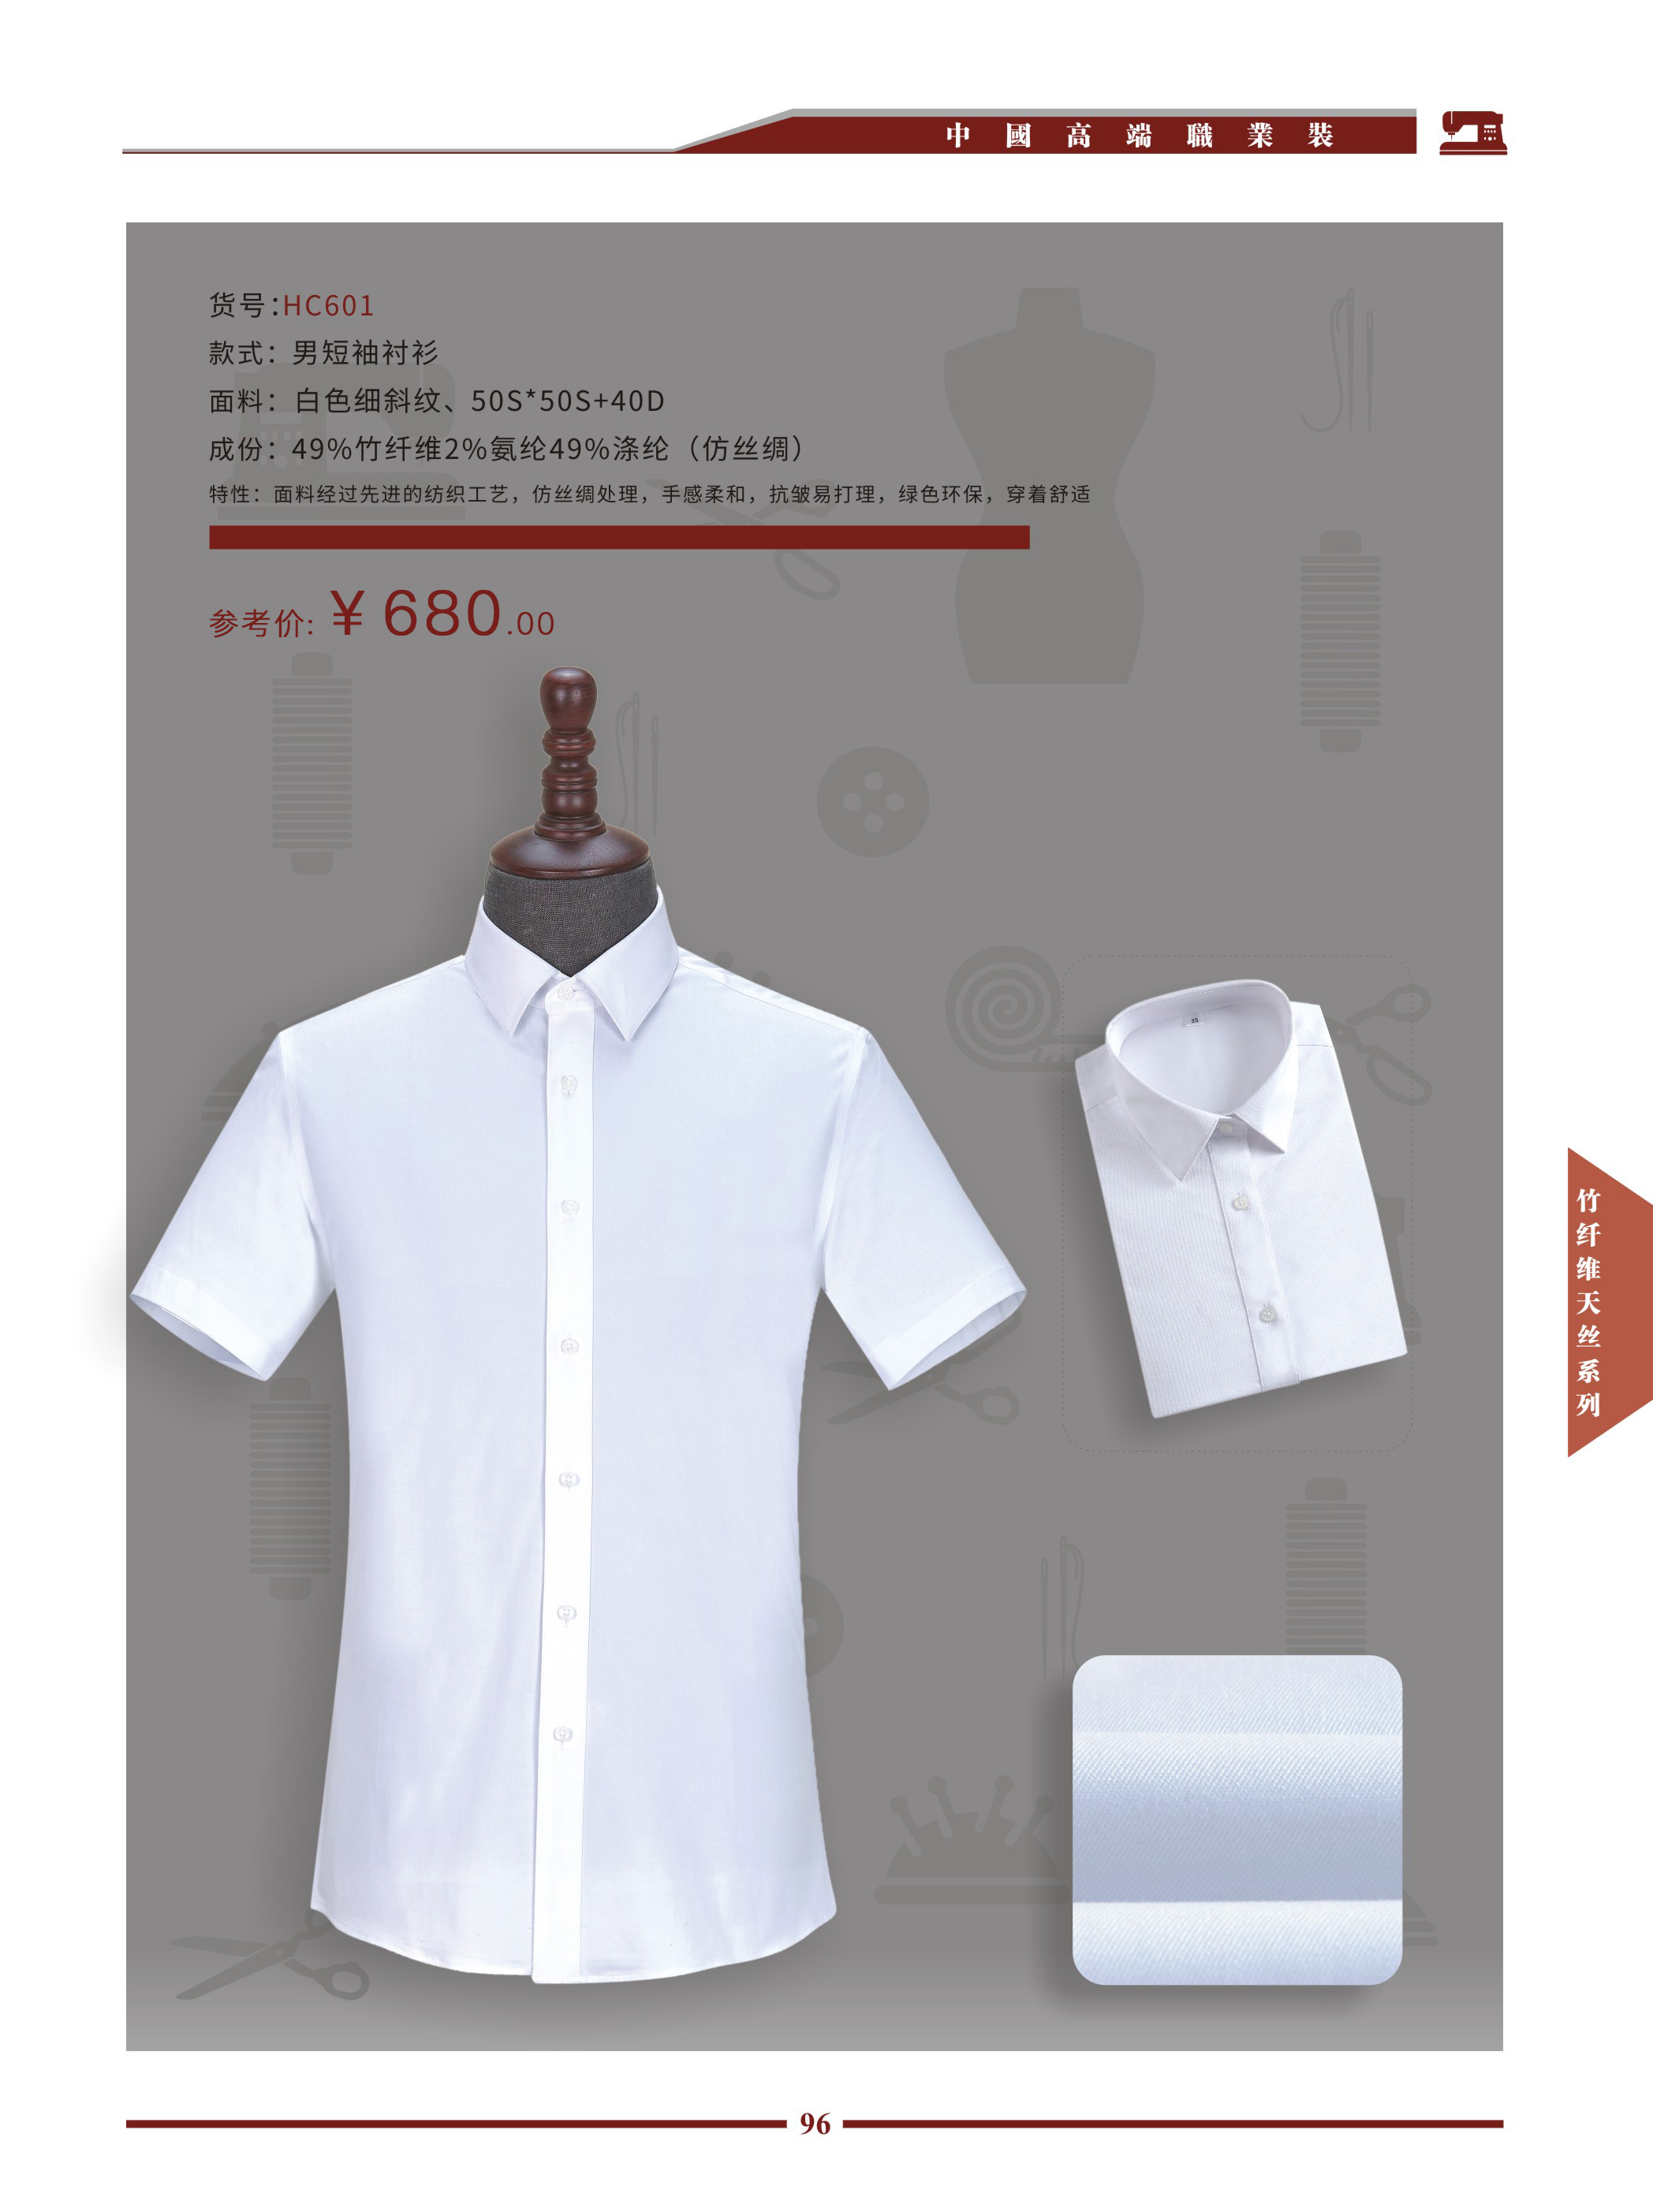 中國高端職業裝
货号:HC601
款式：男短袖衬衫
面料：白色细斜纹、50S*50S+40D
成份：49%竹纤维2%氨纶49%涤纶（仿丝绸）
特性：面料经过先进的纺织工艺，仿丝绸处理，手感柔和，抗皱易打理，绿色环保，穿着舒适
参考价: ¥ 680.00
39
竹纤维天丝系列
96